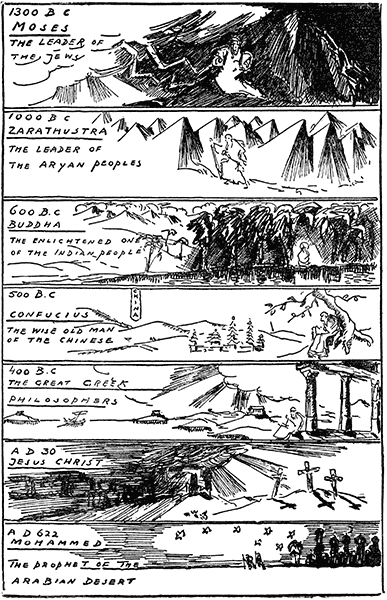 1300 B C
MOSES
THE LEADER OF
THE JEWS
1000 B C
ZARATHUSTRA
THE LEADER OF
THE ARYAN PEOPLES
600 B.C
BUDDHA
THE ENLIGHTENED ONE
OF THE INDIAN PEOPLE
500 B.C
CONFUCIUS
THE WISE OLD MAN
OF THE CHINESE
CHINA
400 B.C
THE GREAT GREEK
PHILOSOPHERS
A D 30
JESUS CHRIST
A D 622
MOHAMMED
THE PROPHET OF THE
ARABIAN DESERT